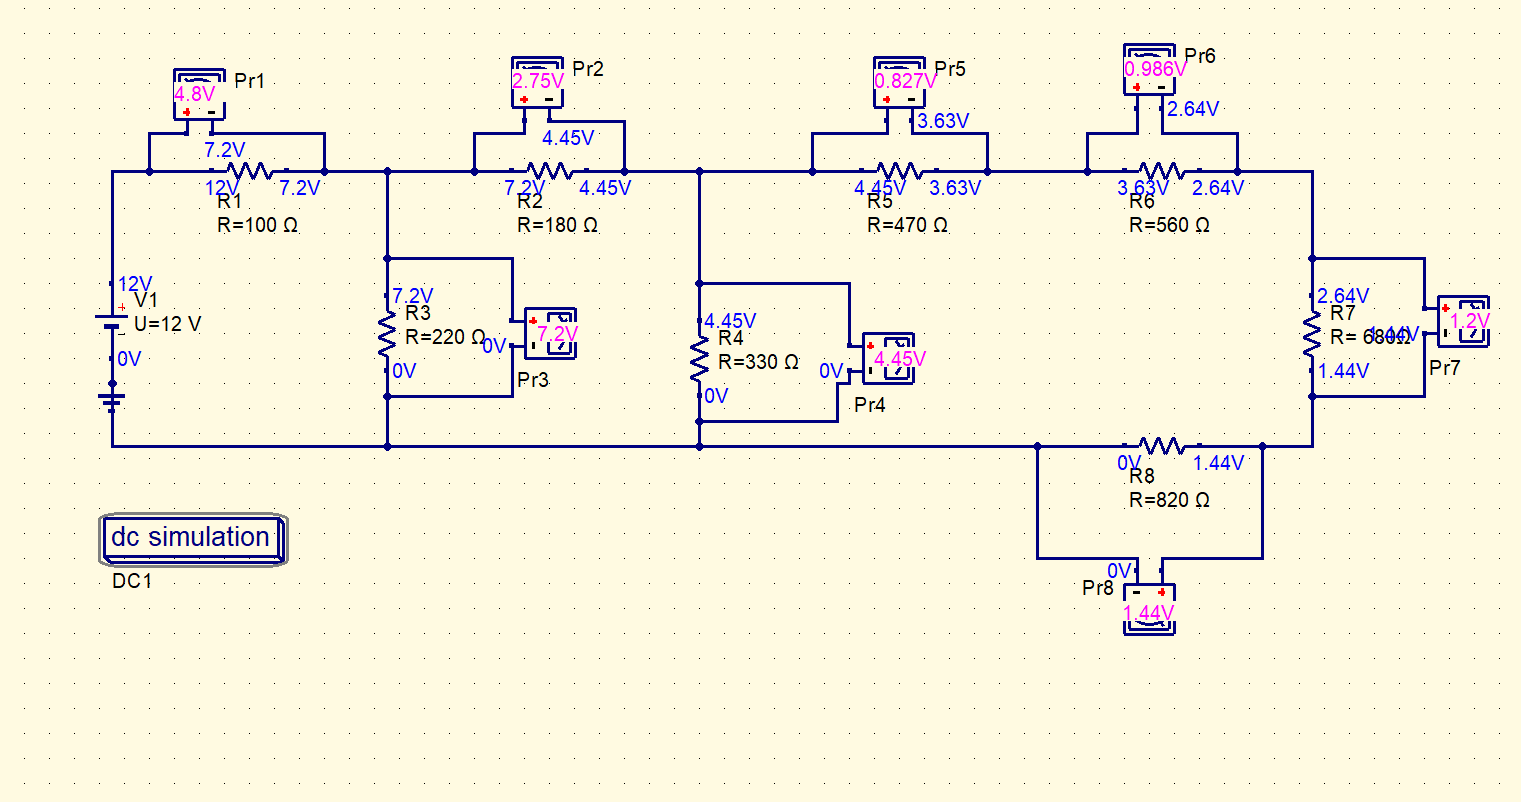 Pr1
4.8V
7.2V
12V
7.2V
R1
R=100 Ω
Pr2
2.75V
4.45V
7.2V
4.45V
R2
R=180 Ω
Pr5
0.827V
3.63V
4.45V
3.63V
R5
R=470 Ω
Pr6
0.986V
2.64V
3.63V
2.64V
R6
R=560 Ω
12V
V1
U=12 V
0V
7.2V
R3
R=220 Ω
0V
0V
7.2V
Pr3
4.45V
R4
R=330 Ω
0V
0V
4.45V
Pr4
2.64V
R7
R= 680Ω
1.44V
1.44V
1.2V
Pr7
0V
1.44V
R8
R=820 Ω
0V
Pr8
1.44V
dc simulation
DC1